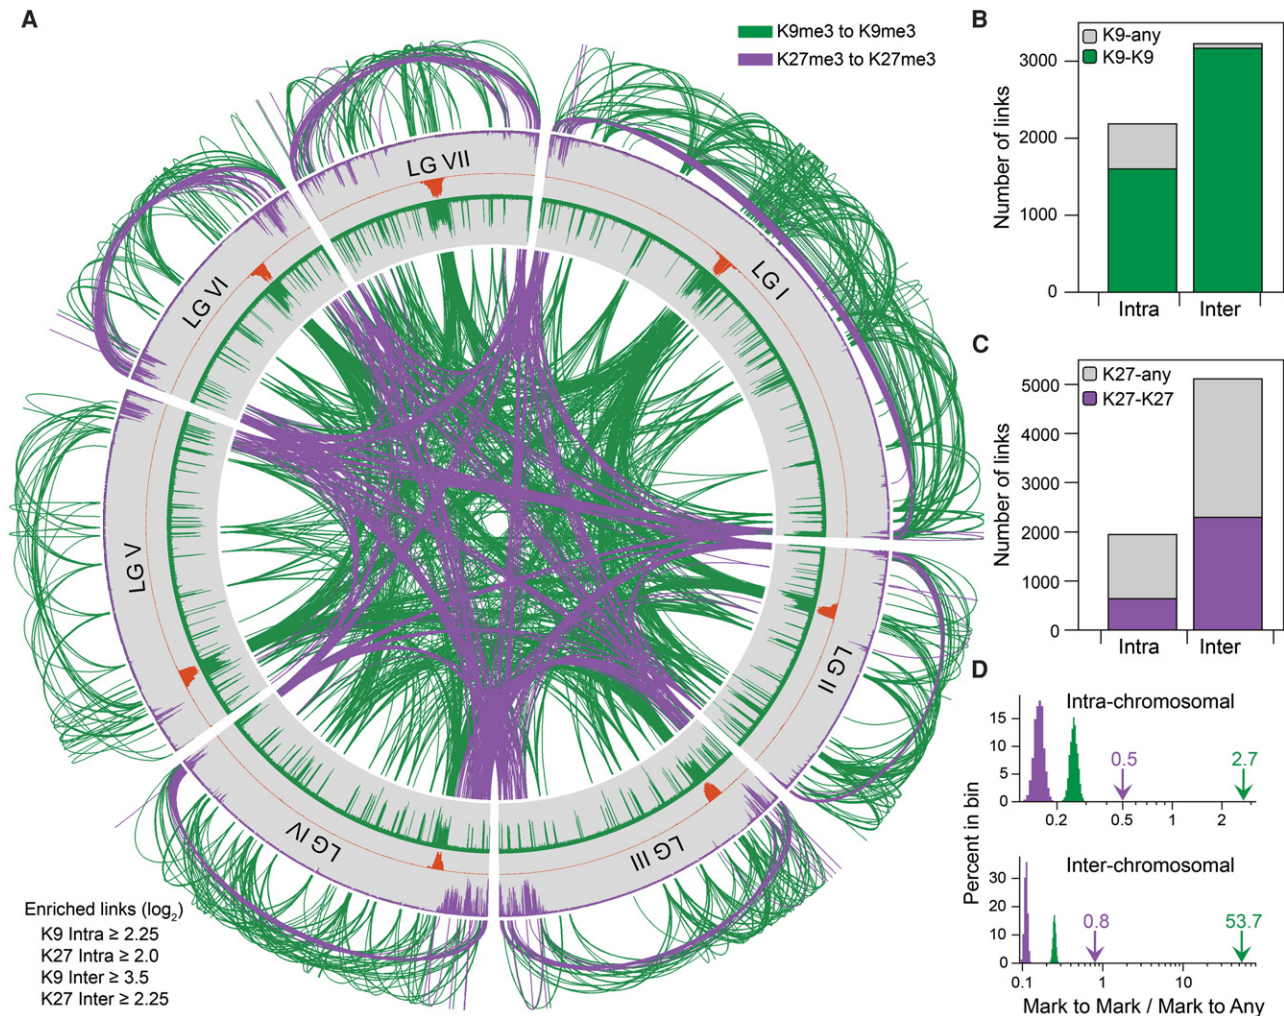 A
K9me3 to K9me3
K27me3 to K27me3
LG VII
LG I
LG VI
LG V
LG II
LG IV
LG III
Enriched links (log2)
K9 Intra ≥ 2.25
K27 Intra ≥ 2.0
K9 Inter ≥ 3.5
K27 Inter ≥ 2.25
B
K9-any
K9-K9
Number of links
3000
2000
1000
0
Intra Inter
C
K27-any
K27-K27
Number of links
5000
4000
3000
2000
1000
0
Intra Inter
D
Intra-chromosomal
Percent in bin
15
10
5
0
0.5 2.7
0.2 0.5 1 2
Inter-chromosomal
30
20
10
0
0.8 53.7
0.1 1 10
Mark to Mark / Mark to Any